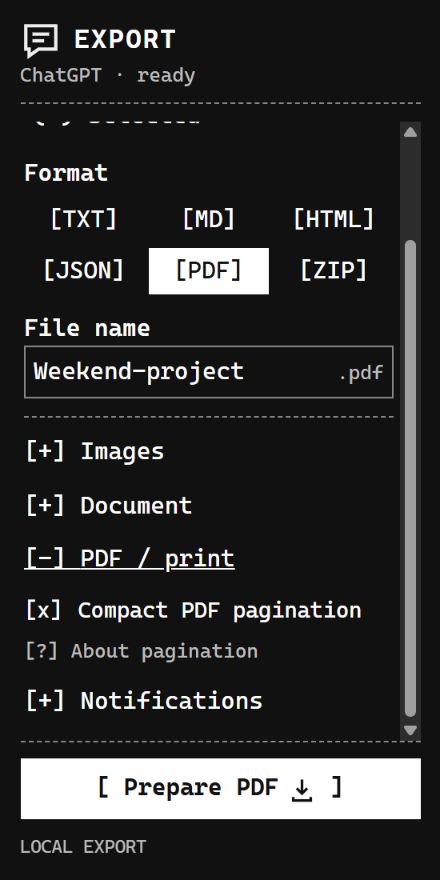 EXPORT
ChatGPT · ready
Format
[TXT] [MD] [HTML]
[JSON] [PDF] [ZIP]
File name
Weekend-project .pdf
[+] Images
[+] Document
[-] PDF / print
[x] Compact PDF pagination
[?] About pagination
[+] Notifications
[ Prepare PDF ]
LOCAL EXPORT